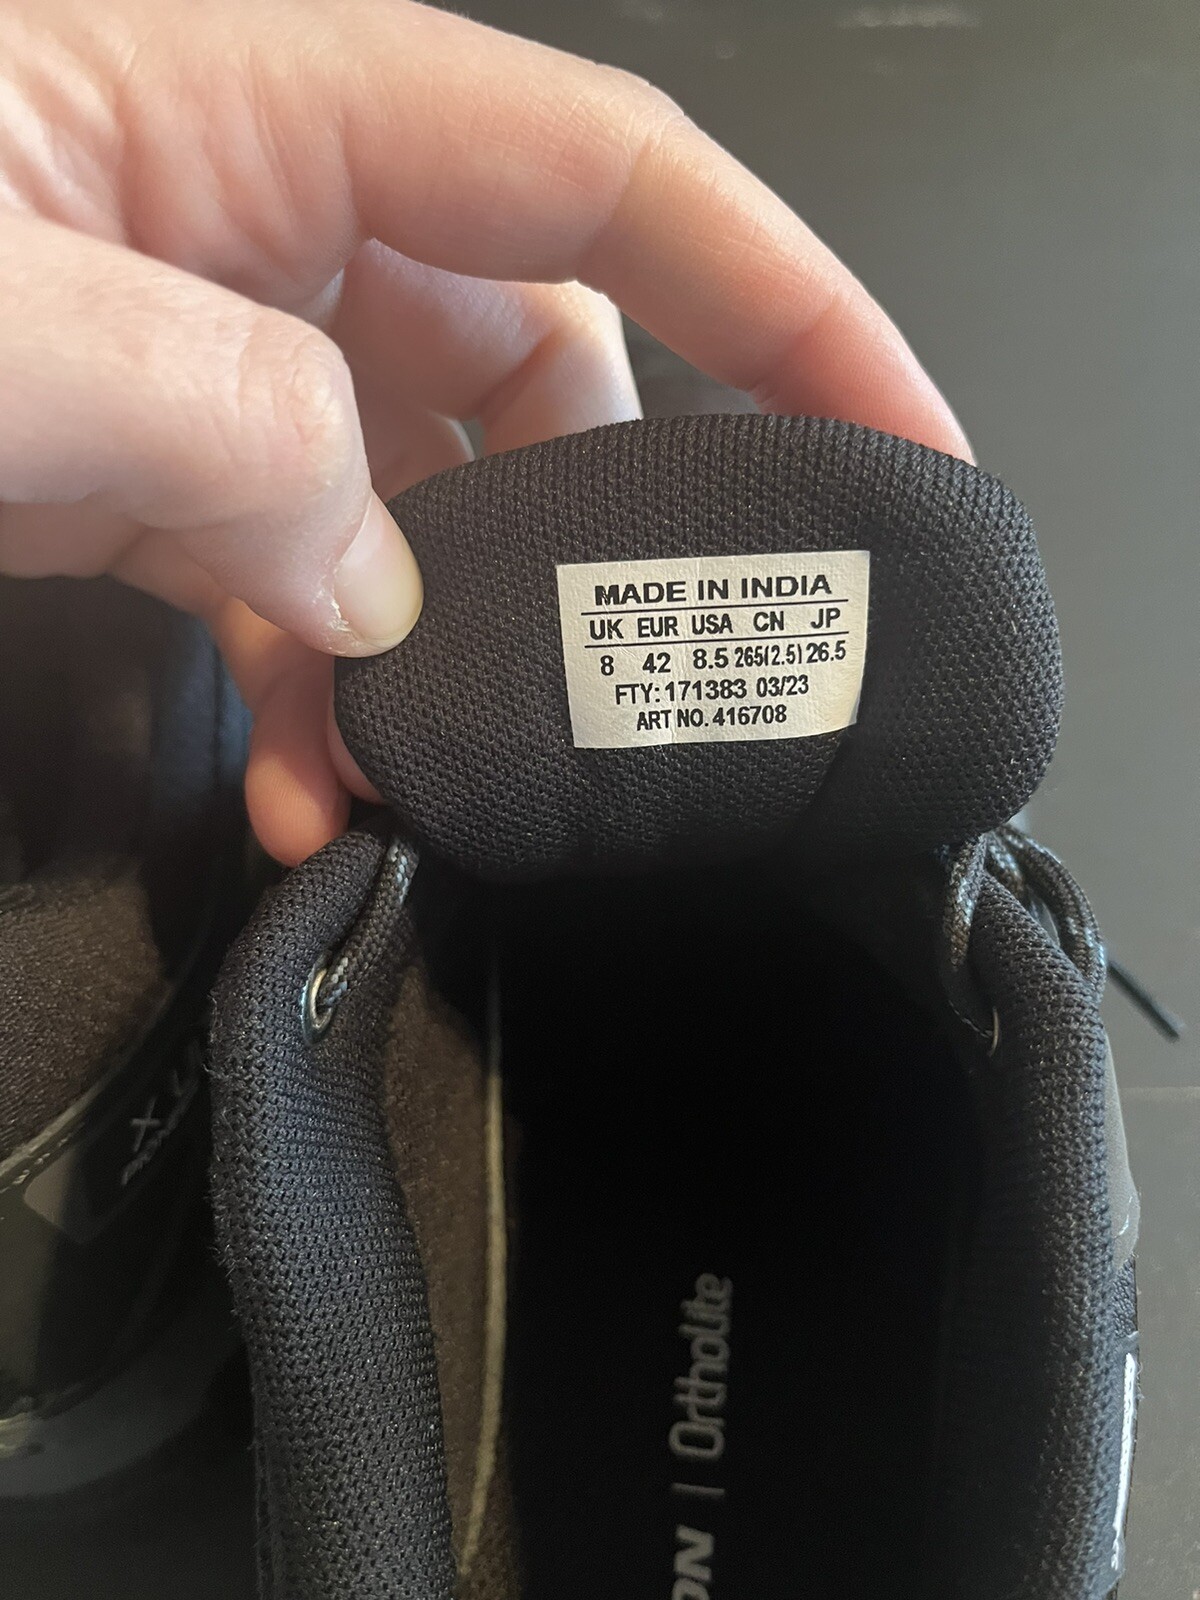 MADE IN INDIA
UK EUR USA CN JP
8 42 8.5 265(2.5) 26.5
FTY: 171383 03/23
ART NO. 416708
ON | OrthoLite